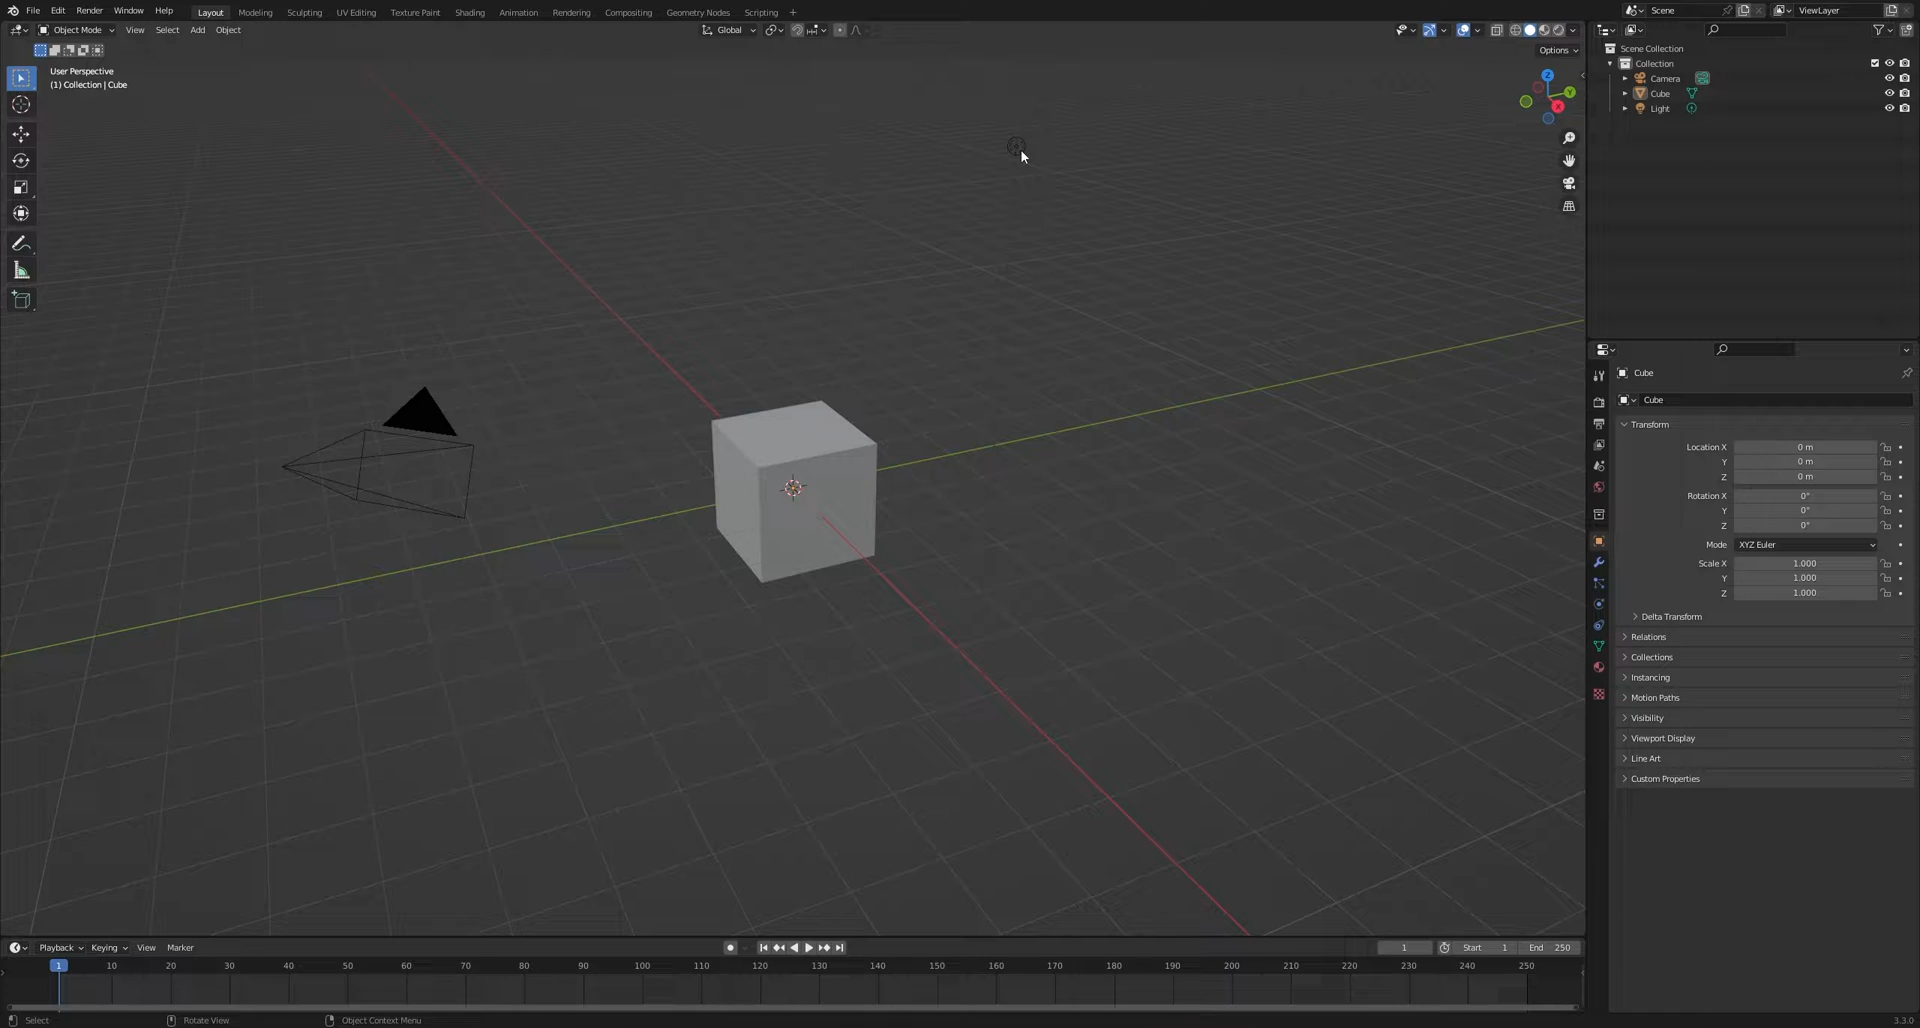 File Edit Render Window Help Layout Modeling Sculpting UV Editing Texture Paint Shading Animation Rendering Compositing Geometry Nodes Scripting + Scene ViewLayer
Object Mode View Select Add Object Global
Options
User Perspective
(1) Collection | Cube
Z
Y
X
Scene Collection
Collection
Camera
Cube
Light
Cube
Cube
Transform
Location X 0 m
Y 0 m
Z 0 m
Rotation X 0°
Y 0°
Z 0°
Mode XYZ Euler
Scale X 1.000
Y 1.000
Z 1.000
Delta Transform
Relations
Collections
Instancing
Motion Paths
Visibility
Viewport Display
Line Art
Custom Properties
Playback Keying View Marker 1 Start 1 End 250
1 10 20 30 40 50 60 70 80 90 100 110 120 130 140 150 160 170 180 190 200 210 220 230 240 250
Select Rotate View Object Context Menu 3.3.0